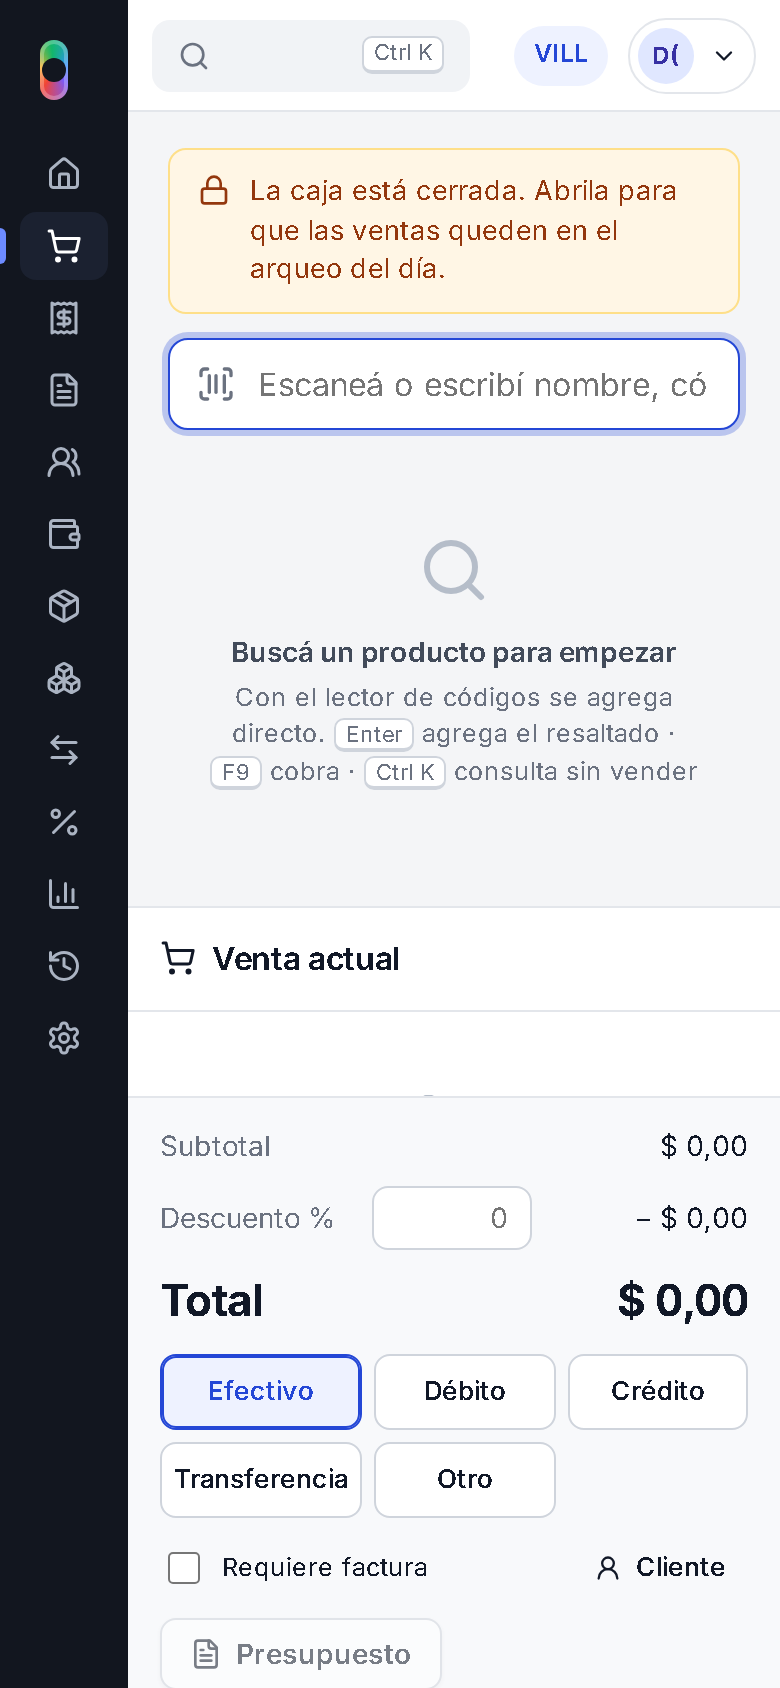 Ctrl K
VILL
D(
La caja está cerrada. Abrila para
que las ventas queden en el
arqueo del día.
Escaneá o escribí nombre, có
Buscá un producto para empezar
Con el lector de códigos se agrega
directo. Enter agrega el resaltado ·
F9 cobra · Ctrl K consulta sin vender
Venta actual
Subtotal $ 0,00
Descuento % 0 − $ 0,00
Total $ 0,00
Efectivo Débito Crédito
Transferencia Otro
Requiere factura Cliente
Presupuesto